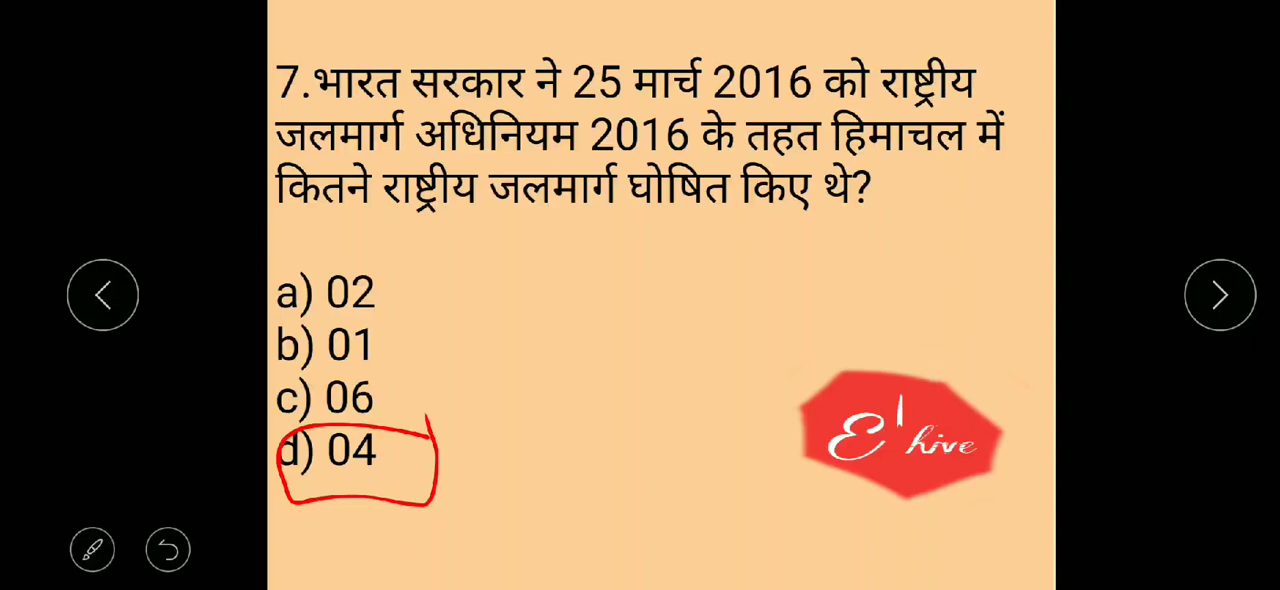 7.भारत सरकार ने 25 मार्च 2016 को राष्ट्रीय
जलमार्ग अधिनियम 2016 के तहत हिमाचल में
कितने राष्ट्रीय जलमार्ग घोषित किए थे?
a) 02
b) 01
c) 06
d) 04
E'hive